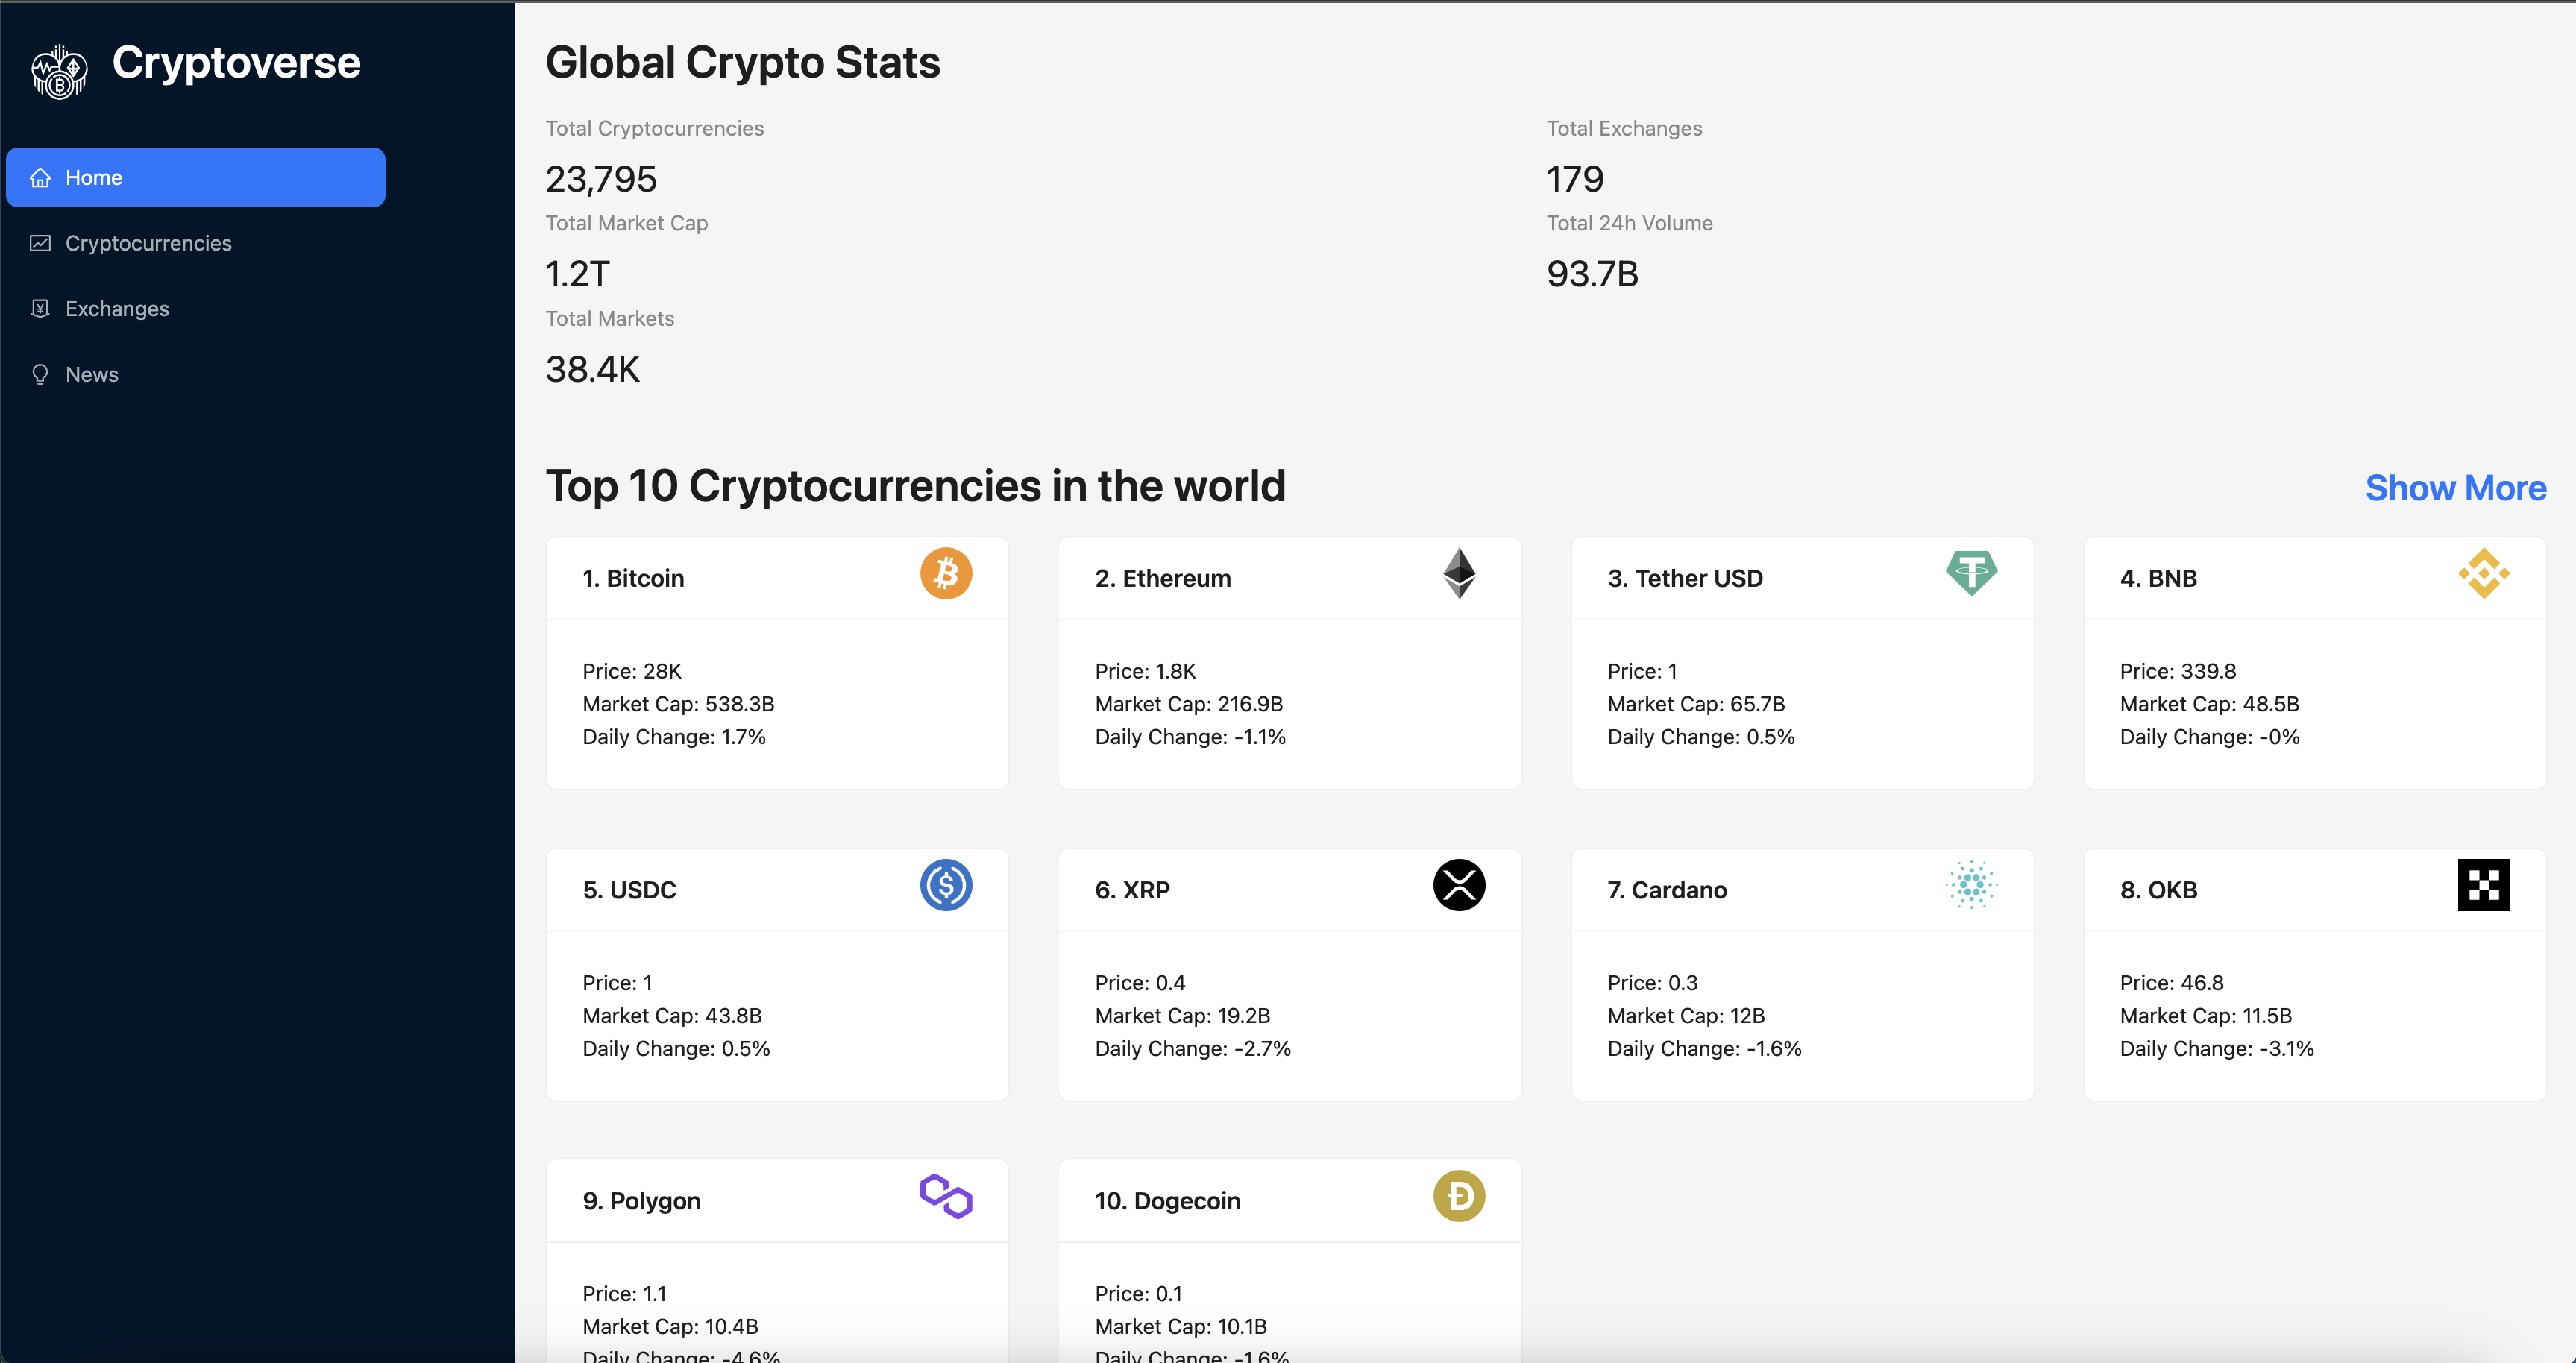 Cryptoverse
Home
Cryptocurrencies
Exchanges
News
Global Crypto Stats
Total Cryptocurrencies
23,795
Total Exchanges
179
Total Market Cap
1.2T
Total 24h Volume
93.7B
Total Markets
38.4K
Top 10 Cryptocurrencies in the world
Show More
1. Bitcoin
Price: 28K
Market Cap: 538.3B
Daily Change: 1.7%
2. Ethereum
Price: 1.8K
Market Cap: 216.9B
Daily Change: -1.1%
3. Tether USD
Price: 1
Market Cap: 65.7B
Daily Change: 0.5%
4. BNB
Price: 339.8
Market Cap: 48.5B
Daily Change: -0%
5. USDC
Price: 1
Market Cap: 43.8B
Daily Change: 0.5%
6. XRP
Price: 0.4
Market Cap: 19.2B
Daily Change: -2.7%
7. Cardano
Price: 0.3
Market Cap: 12B
Daily Change: -1.6%
8. OKB
Price: 46.8
Market Cap: 11.5B
Daily Change: -3.1%
9. Polygon
Price: 1.1
Market Cap: 10.4B
Daily Change: -4.6%
10. Dogecoin
Price: 0.1
Market Cap: 10.1B
Daily Change: -1.6%